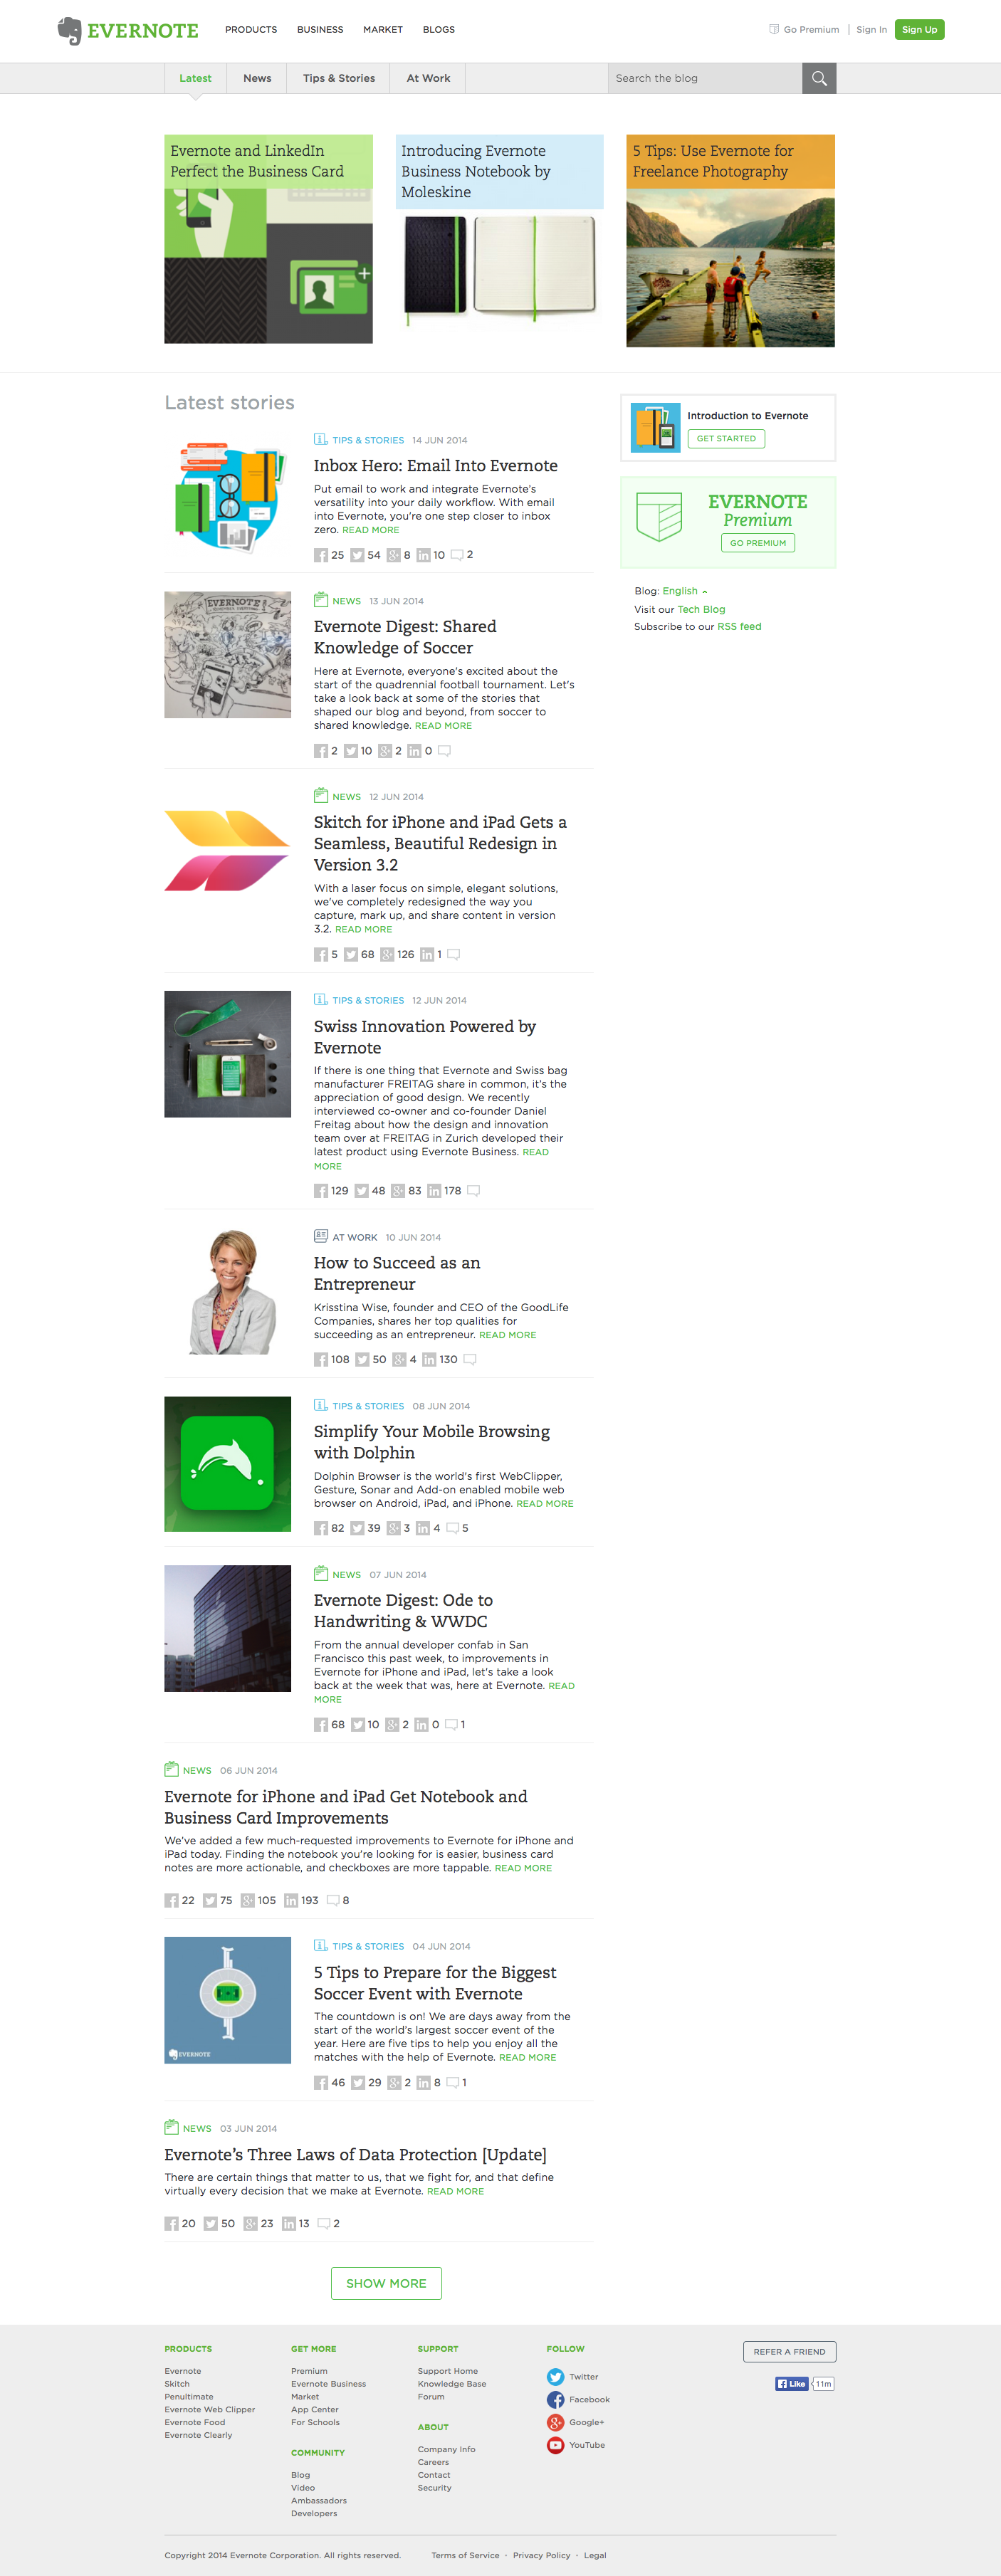 EVERNOTE
PRODUCTS BUSINESS MARKET BLOGS
Go Premium | Sign In Sign Up
Latest News Tips & Stories At Work
Search the blog
Evernote and LinkedIn
Perfect the Business Card
Introducing Evernote
Business Notebook by
Moleskine
5 Tips: Use Evernote for
Freelance Photography
Latest stories
TIPS & STORIES 14 JUN 2014
Inbox Hero: Email Into Evernote
Put email to work and integrate Evernote's
versatility into your daily workflow. With email
into Evernote, you're one step closer to inbox
zero. READ MORE
25 54 8 10 2
EVERNOTE
NEWS 13 JUN 2014
Evernote Digest: Shared
Knowledge of Soccer
Here at Evernote, everyone's excited about the
start of the quadrennial football tournament. Let's
take a look back at some of the stories that
shaped our blog and beyond, from soccer to
shared knowledge. READ MORE
2 10 2 0
NEWS 12 JUN 2014
Skitch for iPhone and iPad Gets a
Seamless, Beautiful Redesign in
Version 3.2
With a laser focus on simple, elegant solutions,
we've completely redesigned the way you
capture, mark up, and share content in version
3.2. READ MORE
5 68 126 1
TIPS & STORIES 12 JUN 2014
Swiss Innovation Powered by
Evernote
If there is one thing that Evernote and Swiss bag
manufacturer FREITAG share in common, it's the
appreciation of good design. We recently
interviewed co-owner and co-founder Daniel
Freitag about how the design and innovation
team over at FREITAG in Zurich developed their
latest product using Evernote Business. READ
MORE
129 48 83 178
AT WORK 10 JUN 2014
How to Succeed as an
Entrepreneur
Krisstina Wise, founder and CEO of the GoodLife
Companies, shares her top qualities for
succeeding as an entrepreneur. READ MORE
108 50 4 130
TIPS & STORIES 08 JUN 2014
Simplify Your Mobile Browsing
with Dolphin
Dolphin Browser is the world's first WebClipper,
Gesture, Sonar and Add-on enabled mobile web
browser on Android, iPad, and iPhone. READ MORE
82 39 3 4 5
NEWS 07 JUN 2014
Evernote Digest: Ode to
Handwriting & WWDC
From the annual developer confab in San
Francisco this past week, to improvements in
Evernote for iPhone and iPad, let's take a look
back at the week that was, here at Evernote. READ
MORE
68 10 2 0 1
NEWS 06 JUN 2014
Evernote for iPhone and iPad Get Notebook and
Business Card Improvements
We've added a few much-requested improvements to Evernote for iPhone and
iPad today. Finding the notebook you're looking for is easier, business card
notes are more actionable, and checkboxes are more tappable. READ MORE
22 75 105 193 8
EVERNOTE
TIPS & STORIES 04 JUN 2014
5 Tips to Prepare for the Biggest
Soccer Event with Evernote
The countdown is on! We are days away from the
start of the world's largest soccer event of the
year. Here are five tips to help you enjoy all the
matches with the help of Evernote. READ MORE
46 29 2 8 1
NEWS 03 JUN 2014
Evernote's Three Laws of Data Protection [Update]
There are certain things that matter to us, that we fight for, and that define
virtually every decision that we make at Evernote. READ MORE
20 50 23 13 2
SHOW MORE
Introduction to Evernote
GET STARTED
EVERNOTE
Premium
GO PREMIUM
Blog: English
Visit our Tech Blog
Subscribe to our RSS feed
PRODUCTS
Evernote
Skitch
Penultimate
Evernote Web Clipper
Evernote Food
Evernote Clearly
GET MORE
Premium
Evernote Business
Market
App Center
For Schools
COMMUNITY
Blog
Video
Ambassadors
Developers
SUPPORT
Support Home
Knowledge Base
Forum
ABOUT
Company Info
Careers
Contact
Security
FOLLOW
Twitter
Facebook
Google+
YouTube
REFER A FRIEND
Like 11m
Copyright 2014 Evernote Corporation. All rights reserved. Terms of Service · Privacy Policy · Legal